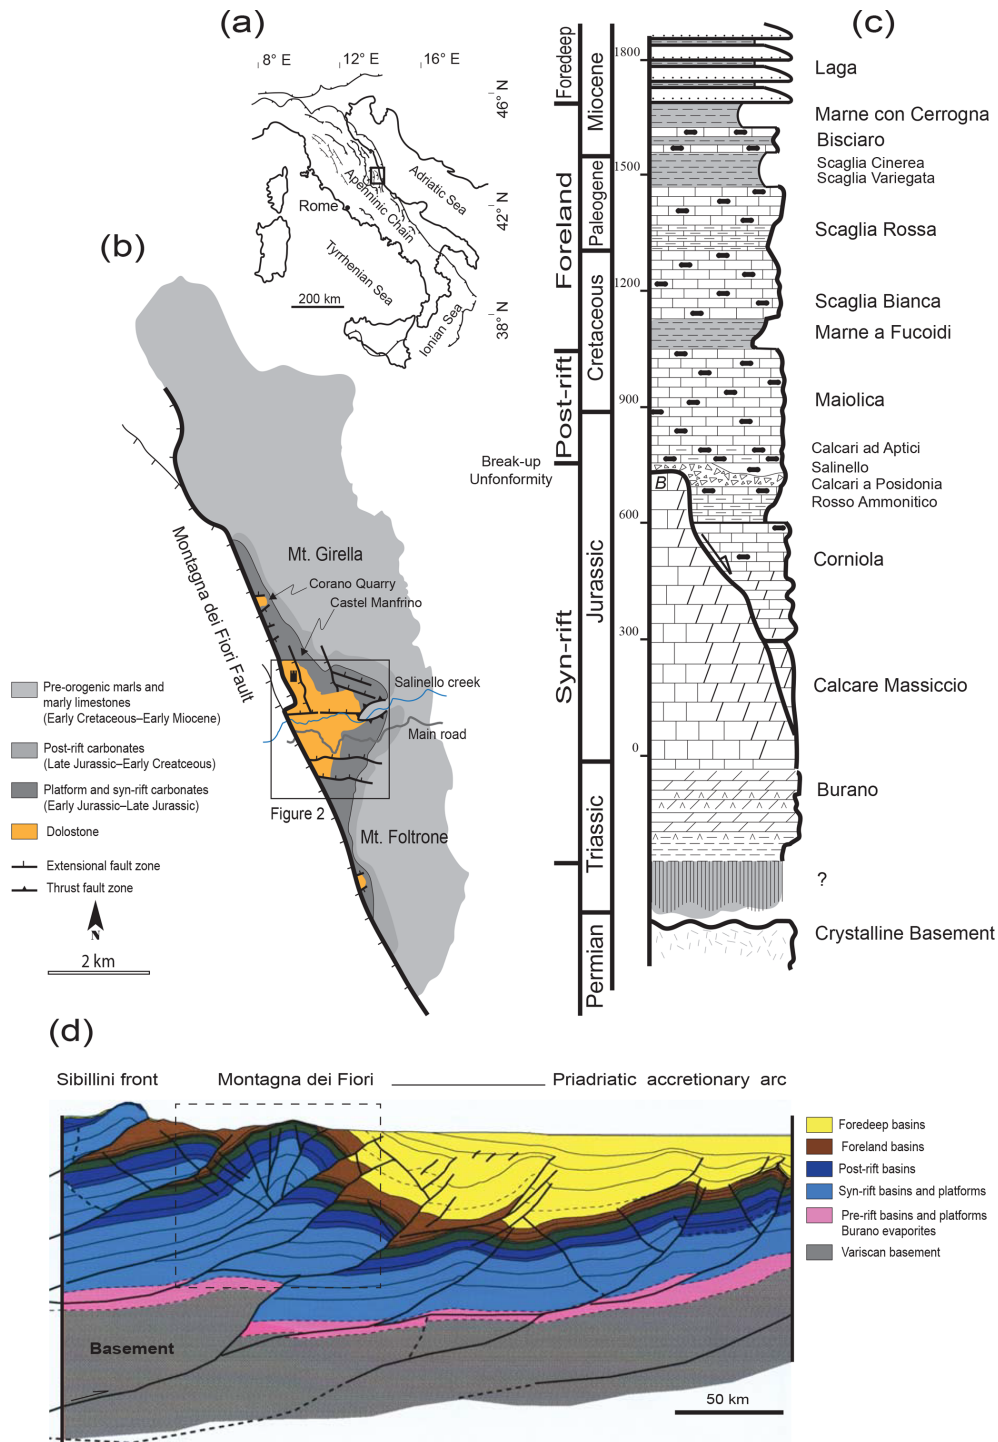 (a)
8° E
12° E
16° E
46° N
42° N
38° N
Adriatic Sea
Apenninic Chain
Rome
Tyrrhenian Sea
Ionian Sea
200 km
(b)
Montagna dei Fiori Fault
Mt. Girella
Corano Quarry
Castel Manfrino
Salinello creek
Main road
Figure 2
Mt. Foltrone
Pre-orogenic marls and
marly limestones
(Early Cretaceous–Early Miocene)
Post-rift carbonates
(Late Jurassic–Early Creatceous)
Platform and syn-rift carbonates
(Early Jurassic–Late Jurassic)
Dolostone
Extensional fault zone
Thrust fault zone
N
2 km
(c)
Foredeep
Foreland
Post-rift
Syn-rift
Break-up
Unfonformity
Miocene
Paleogene
Cretaceous
Jurassic
Triassic
Permian
1800
1500
1200
900
600
300
0
B
Laga
Marne con Cerrogna
Bisciaro
Scaglia Cinerea
Scaglia Variegata
Scaglia Rossa
Scaglia Bianca
Marne a Fucoidi
Maiolica
Calcari ad Aptici
Salinello
Calcari a Posidonia
Rosso Ammonitico
Corniola
Calcare Massiccio
Burano
?
Crystalline Basement
(d)
Sibillini front
Montagna dei Fiori
Priadriatic accretionary arc
Basement
50 km
Foredeep basins
Foreland basins
Post-rift basins
Syn-rift basins and platforms
Pre-rift basins and platforms
Burano evaporites
Variscan basement